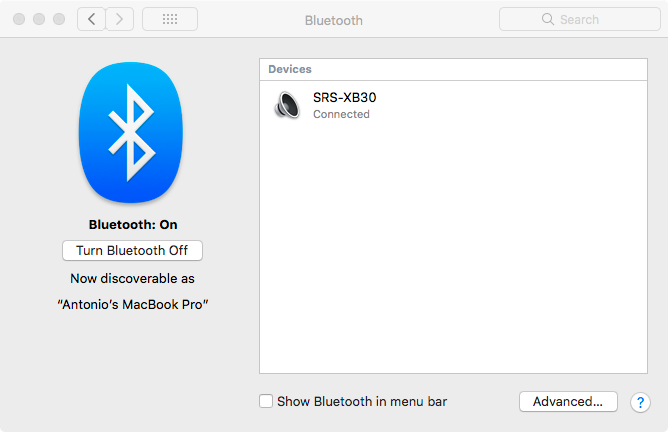 Bluetooth
Search
Devices
SRS-XB30
Connected
Bluetooth: On
Turn Bluetooth Off
Now discoverable as
“Antonio’s MacBook Pro”
Show Bluetooth in menu bar
Advanced...
?